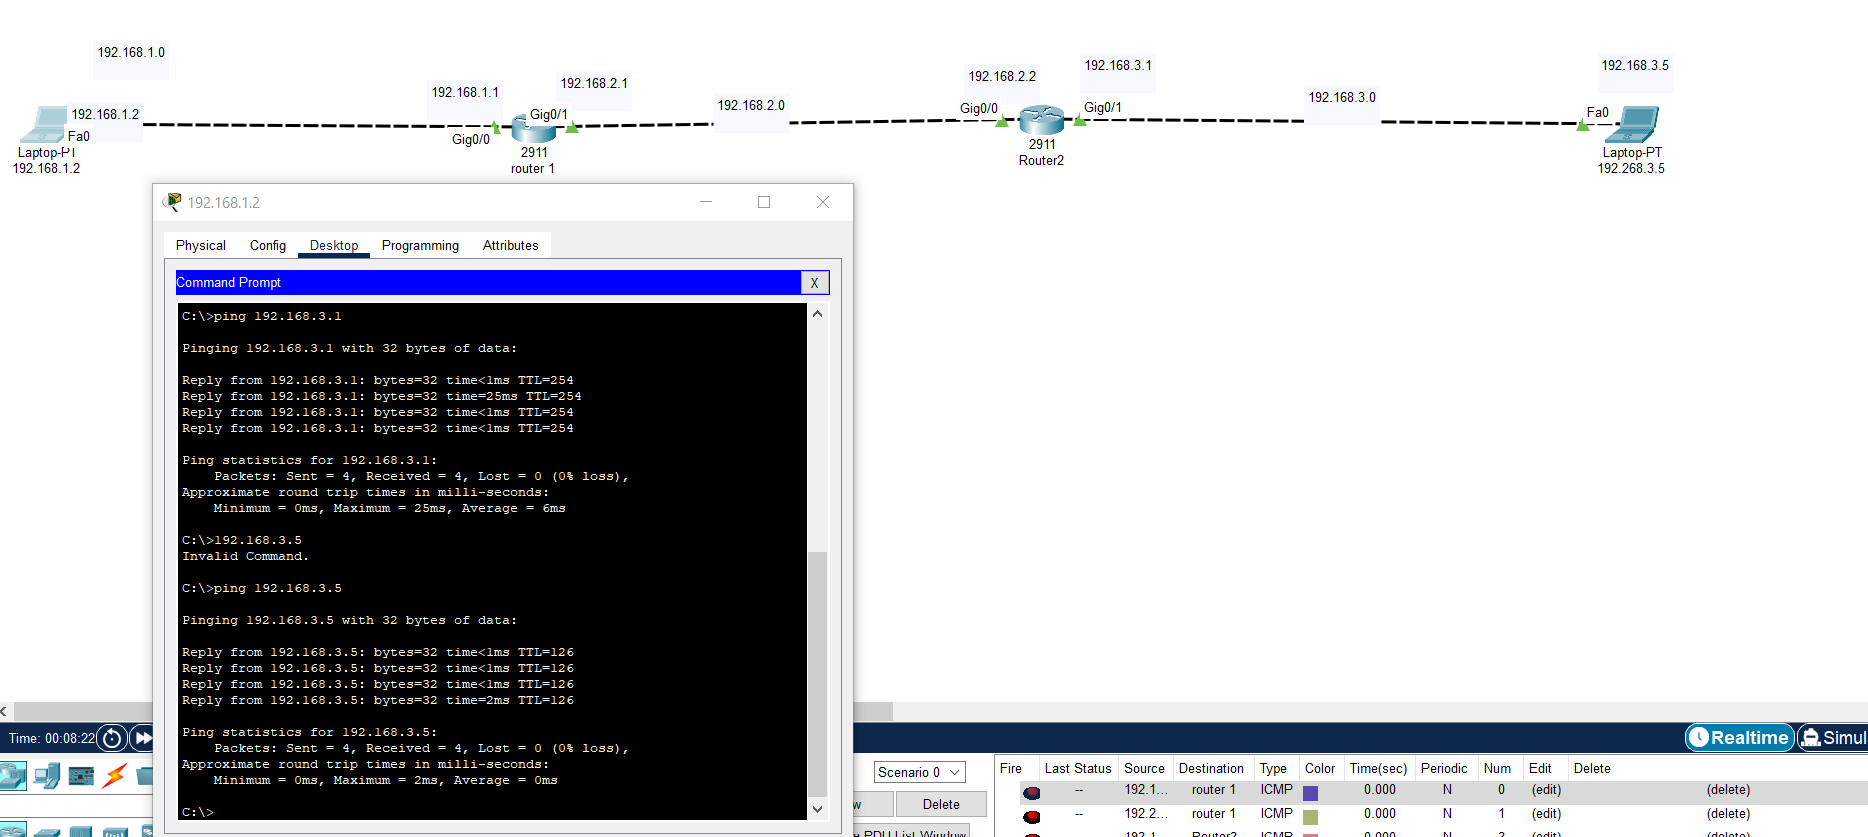 192.168.1.0
192.168.1.2
Fa0
Laptop-PT
192.168.1.2
192.168.1.1
Gig0/0
192.168.2.1
Gig0/1
2911
router 1
192.168.2.0
192.168.2.2
Gig0/0
192.168.3.1
Gig0/1
2911
Router2
192.168.3.0
192.168.3.5
Fa0
Laptop-PT
192.268.3.5
192.168.1.2
Physical Config Desktop Programming Attributes
Command Prompt X
C:\>ping 192.168.3.1
Pinging 192.168.3.1 with 32 bytes of data:
Reply from 192.168.3.1: bytes=32 time<1ms TTL=254
Reply from 192.168.3.1: bytes=32 time=25ms TTL=254
Reply from 192.168.3.1: bytes=32 time<1ms TTL=254
Reply from 192.168.3.1: bytes=32 time<1ms TTL=254
Ping statistics for 192.168.3.1:
Packets: Sent = 4, Received = 4, Lost = 0 (0% loss),
Approximate round trip times in milli-seconds:
Minimum = 0ms, Maximum = 25ms, Average = 6ms
C:\>192.168.3.5
Invalid Command.
C:\>ping 192.168.3.5
Pinging 192.168.3.5 with 32 bytes of data:
Reply from 192.168.3.5: bytes=32 time<1ms TTL=126
Reply from 192.168.3.5: bytes=32 time<1ms TTL=126
Reply from 192.168.3.5: bytes=32 time<1ms TTL=126
Reply from 192.168.3.5: bytes=32 time=2ms TTL=126
Ping statistics for 192.168.3.5:
Packets: Sent = 4, Received = 4, Lost = 0 (0% loss),
Approximate round trip times in milli-seconds:
Minimum = 0ms, Maximum = 2ms, Average = 0ms
C:\>
Time: 00:08:22
Realtime Simul
Scenario 0
Delete
PDU List Window
Fire Last Status Source Destination Type Color Time(sec) Periodic N Num Edit Delete
-- 192.1... router 1 ICMP 0.000 N 0 (edit) (delete)
-- 192.2... router 1 ICMP 0.000 N 1 (edit) (delete)
192.1... Router2 ICMP 0.000 N 2 (edit) (delete)